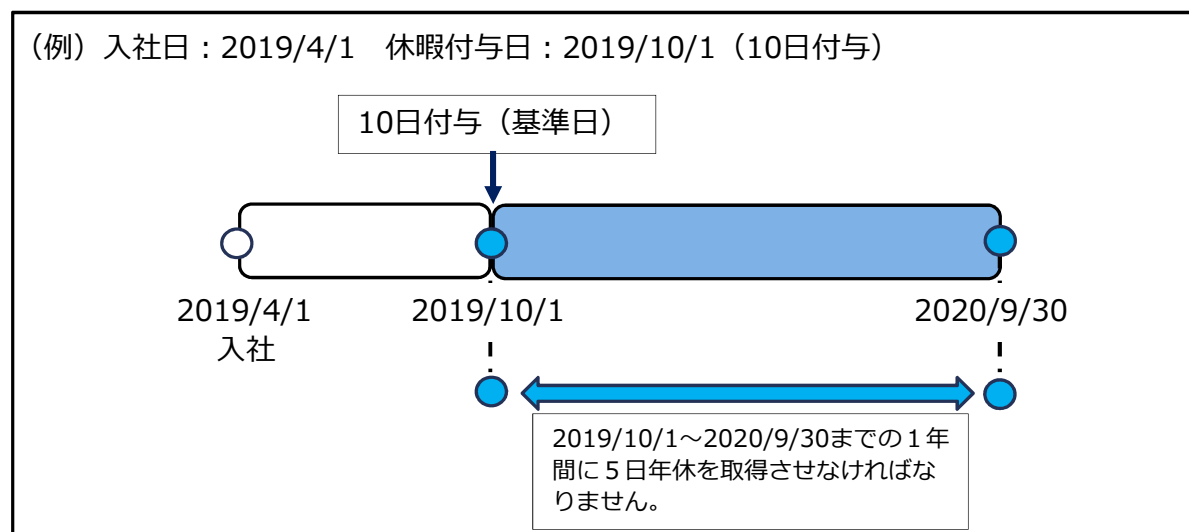 （例）入社日：2019/4/1　休暇付与日：2019/10/1（10日付与）
10日付与（基準日）
2019/4/1
入社
2019/10/1
2020/9/30
2019/10/1～2020/9/30までの１年
間に５日年休を取得させなければな
りません。